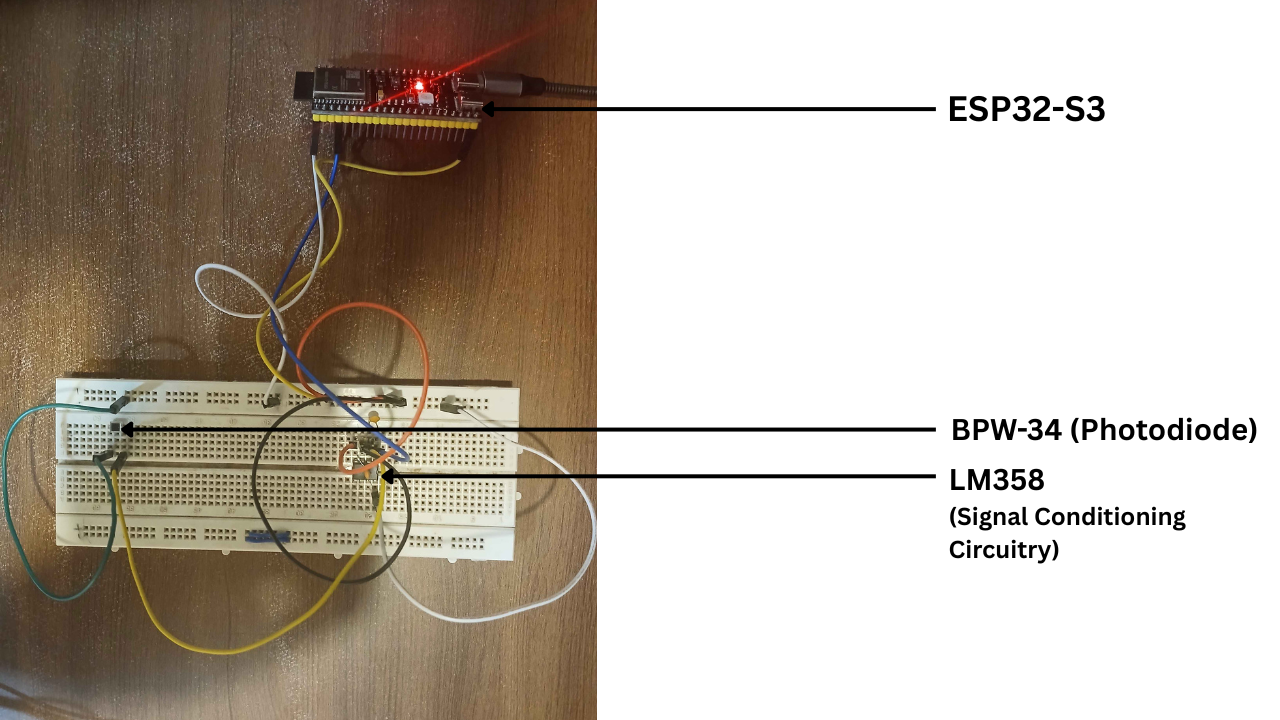 ESP32-S3
BPW-34 (Photodiode)
LM358
(Signal Conditioning
Circuitry)